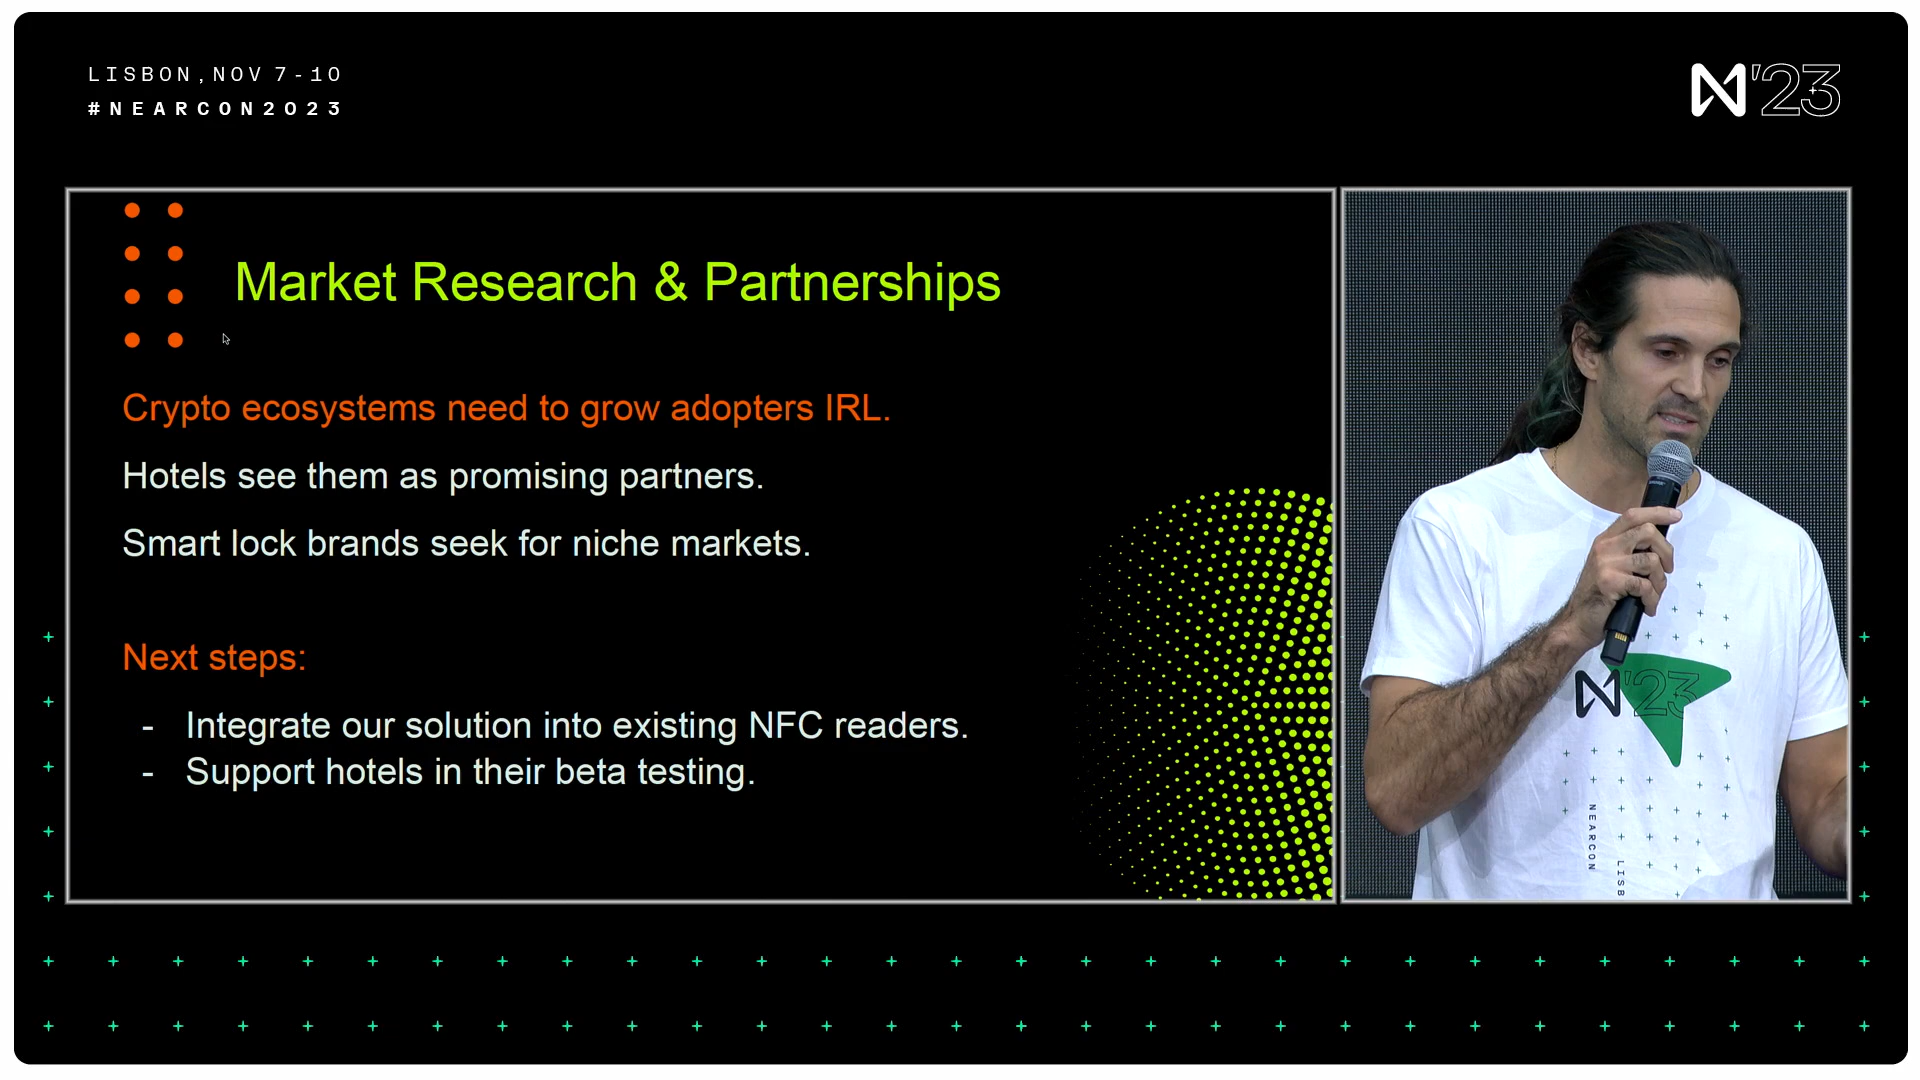 LISBON, NOV 7-10
#NEARCON2023
N'23
Market Research & Partnerships
Crypto ecosystems need to grow adopters IRL.
Hotels see them as promising partners.
Smart lock brands seek for niche markets.
Next steps:
- Integrate our solution into existing NFC readers.
- Support hotels in their beta testing.
N'23
NEARCON
LISB